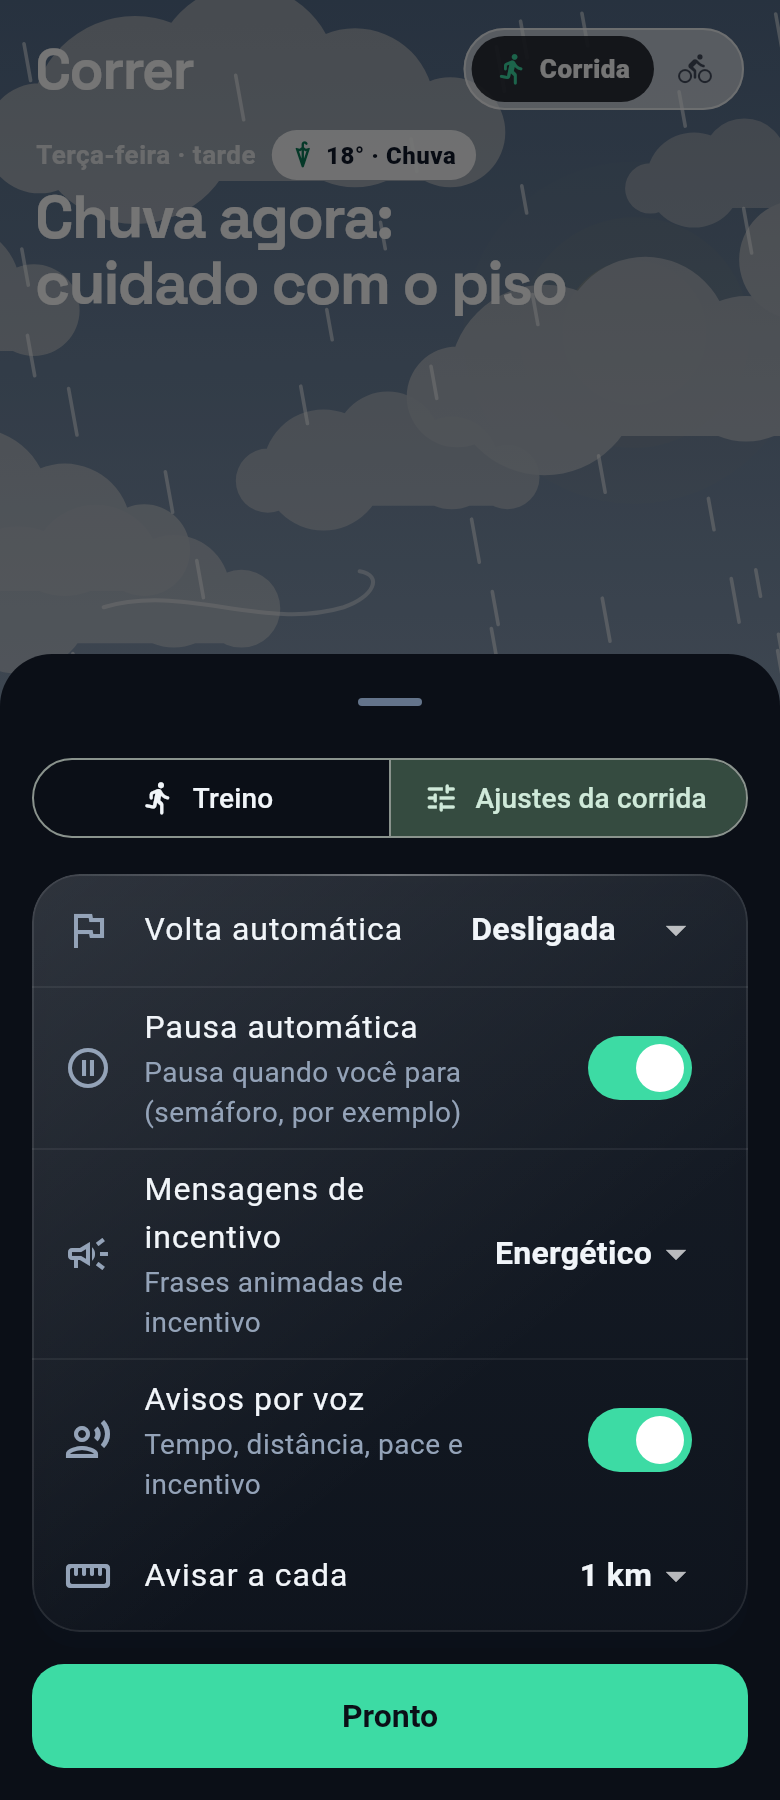 Correr
Corrida
Terça-feira · tarde
18° · Chuva
Chuva agora:
cuidado com o piso
Treino
Ajustes da corrida
Volta automática
Desligada
Pausa automática
Pausa quando você para
(semáforo, por exemplo)
Mensagens de
incentivo
Energético
Frases animadas de
incentivo
Avisos por voz
Tempo, distância, pace e
incentivo
Avisar a cada
1 km
Pronto